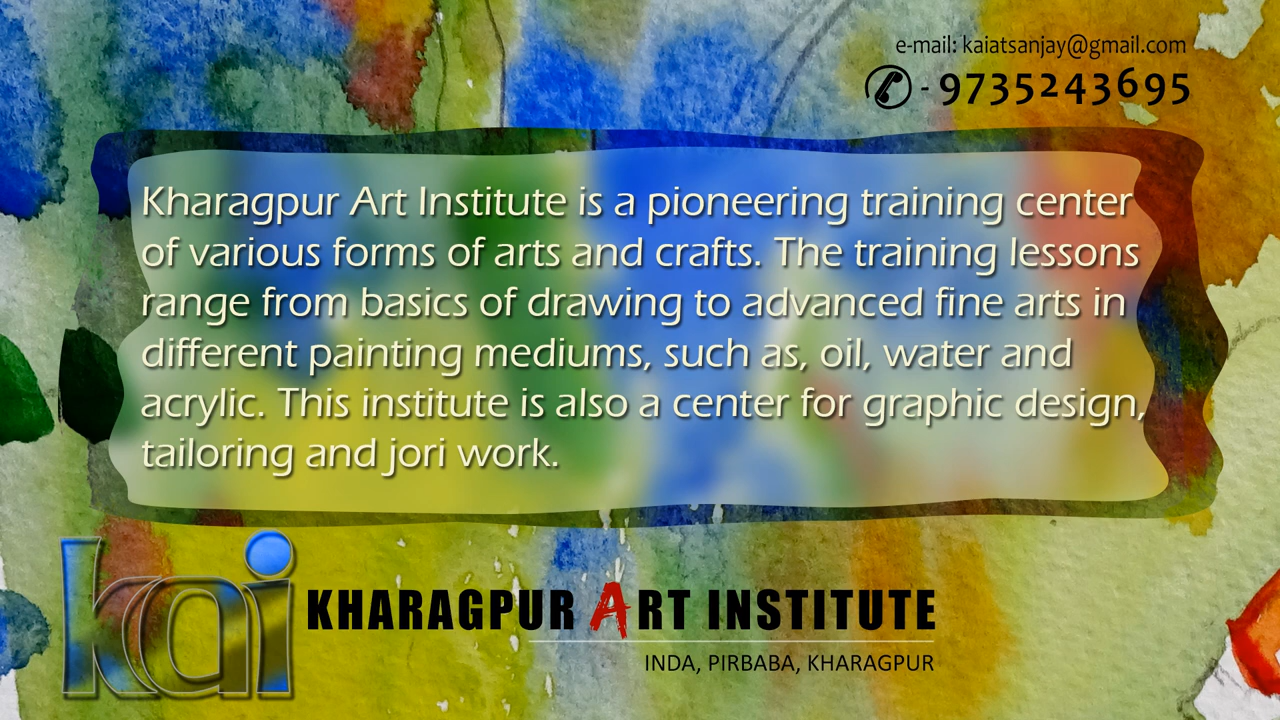 e-mail: kaiatsanjay@gmail.com
- 9735243695
Kharagpur Art Institute is a pioneering training center
of various forms of arts and crafts. The training lessons
range from basics of drawing to advanced fine arts in
different painting mediums, such as, oil, water and
acrylic. This institute is also a center for graphic design,
tailoring and jori work.
kai
KHARAGPUR ART INSTITUTE
INDA, PIRBABA, KHARAGPUR